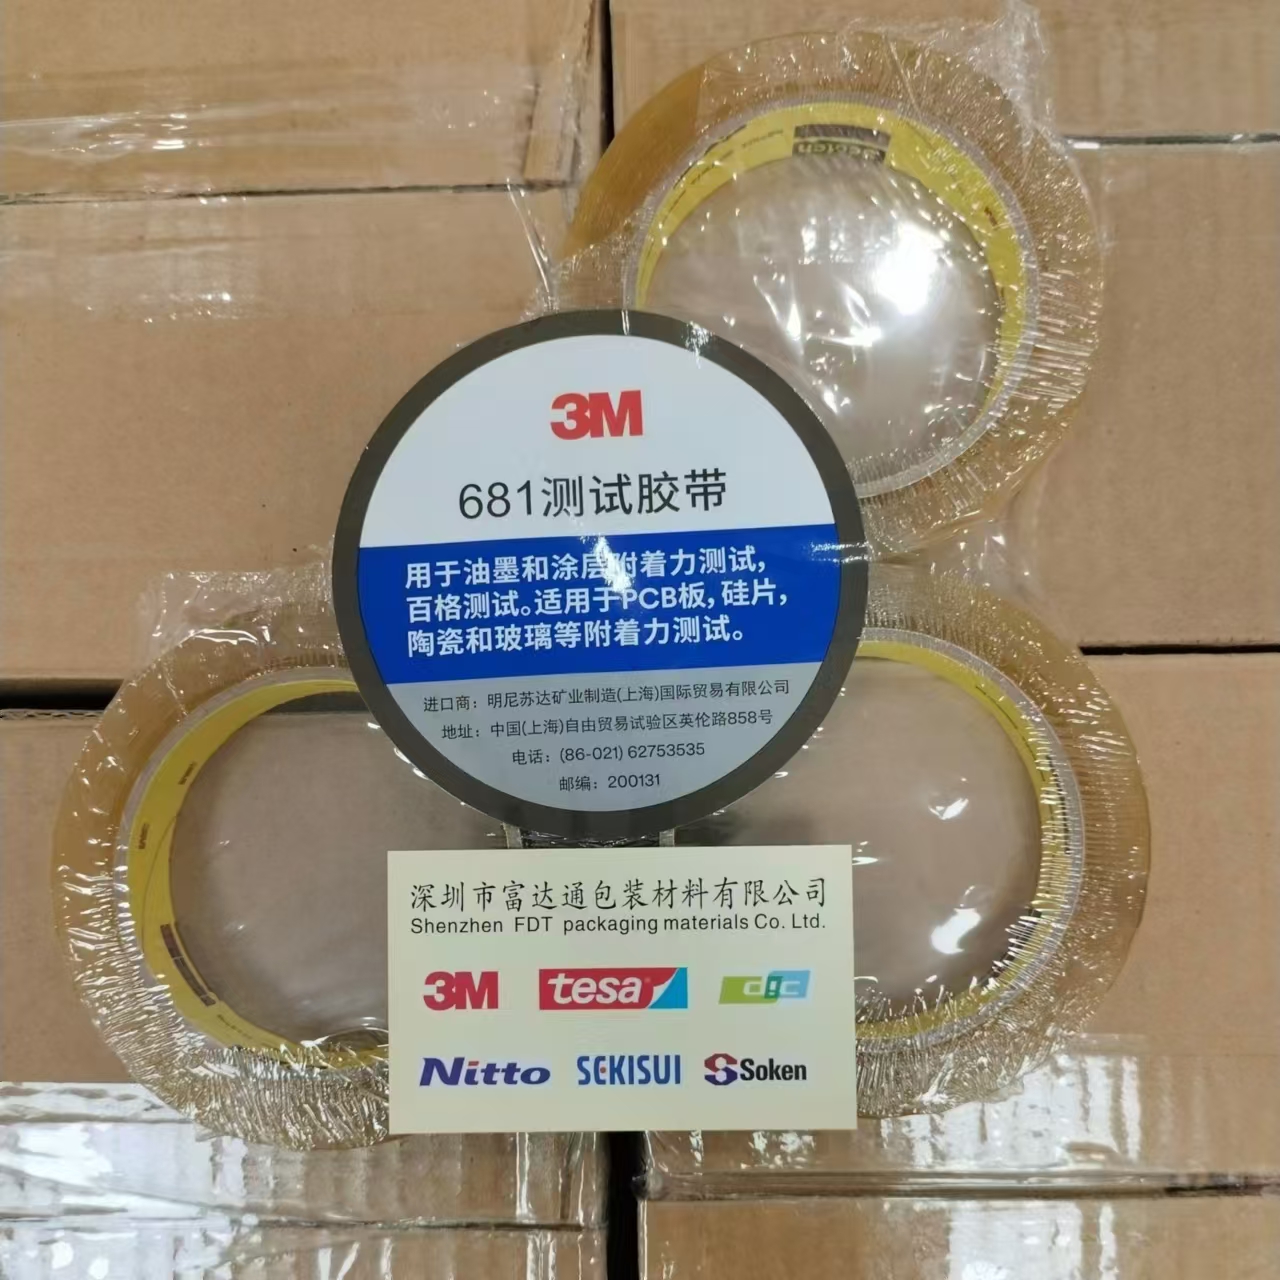 Scotch
3M
681测试胶带
用于油墨和涂层附着力测试,
百格测试。适用于PCB板, 硅片,
陶瓷和玻璃等附着力测试。
进口商: 明尼苏达矿业制造(上海)国际贸易有限公司
地址: 中国(上海)自由贸易试验区英伦路858号
电话: (86-021) 62753535
邮编: 200131
深圳市富达通包装材料有限公司
Shenzhen FDT packaging materials Co. Ltd.
3M tesa dic
Nitto SEKISUI Soken